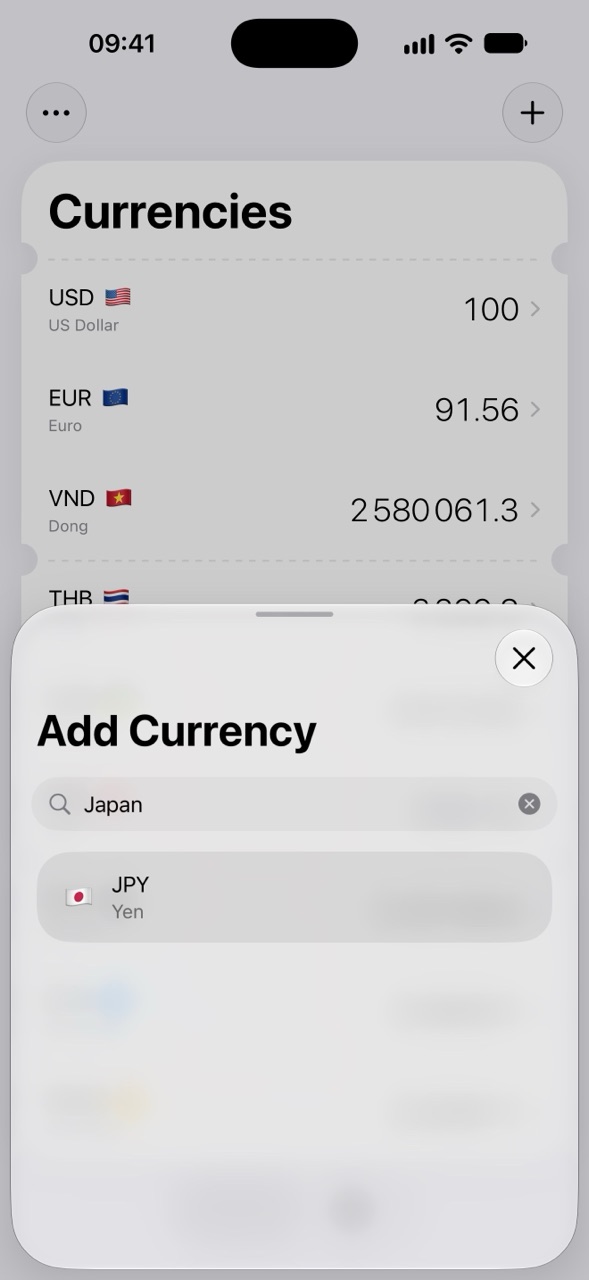 09:41
Currencies
USD 🇺🇸
US Dollar
100
EUR 🇪🇺
Euro
91.56
VND 🇻🇳
Dong
2 580 061.3
THB 🇹🇭
Add Currency
Japan
🇯🇵 JPY
Yen